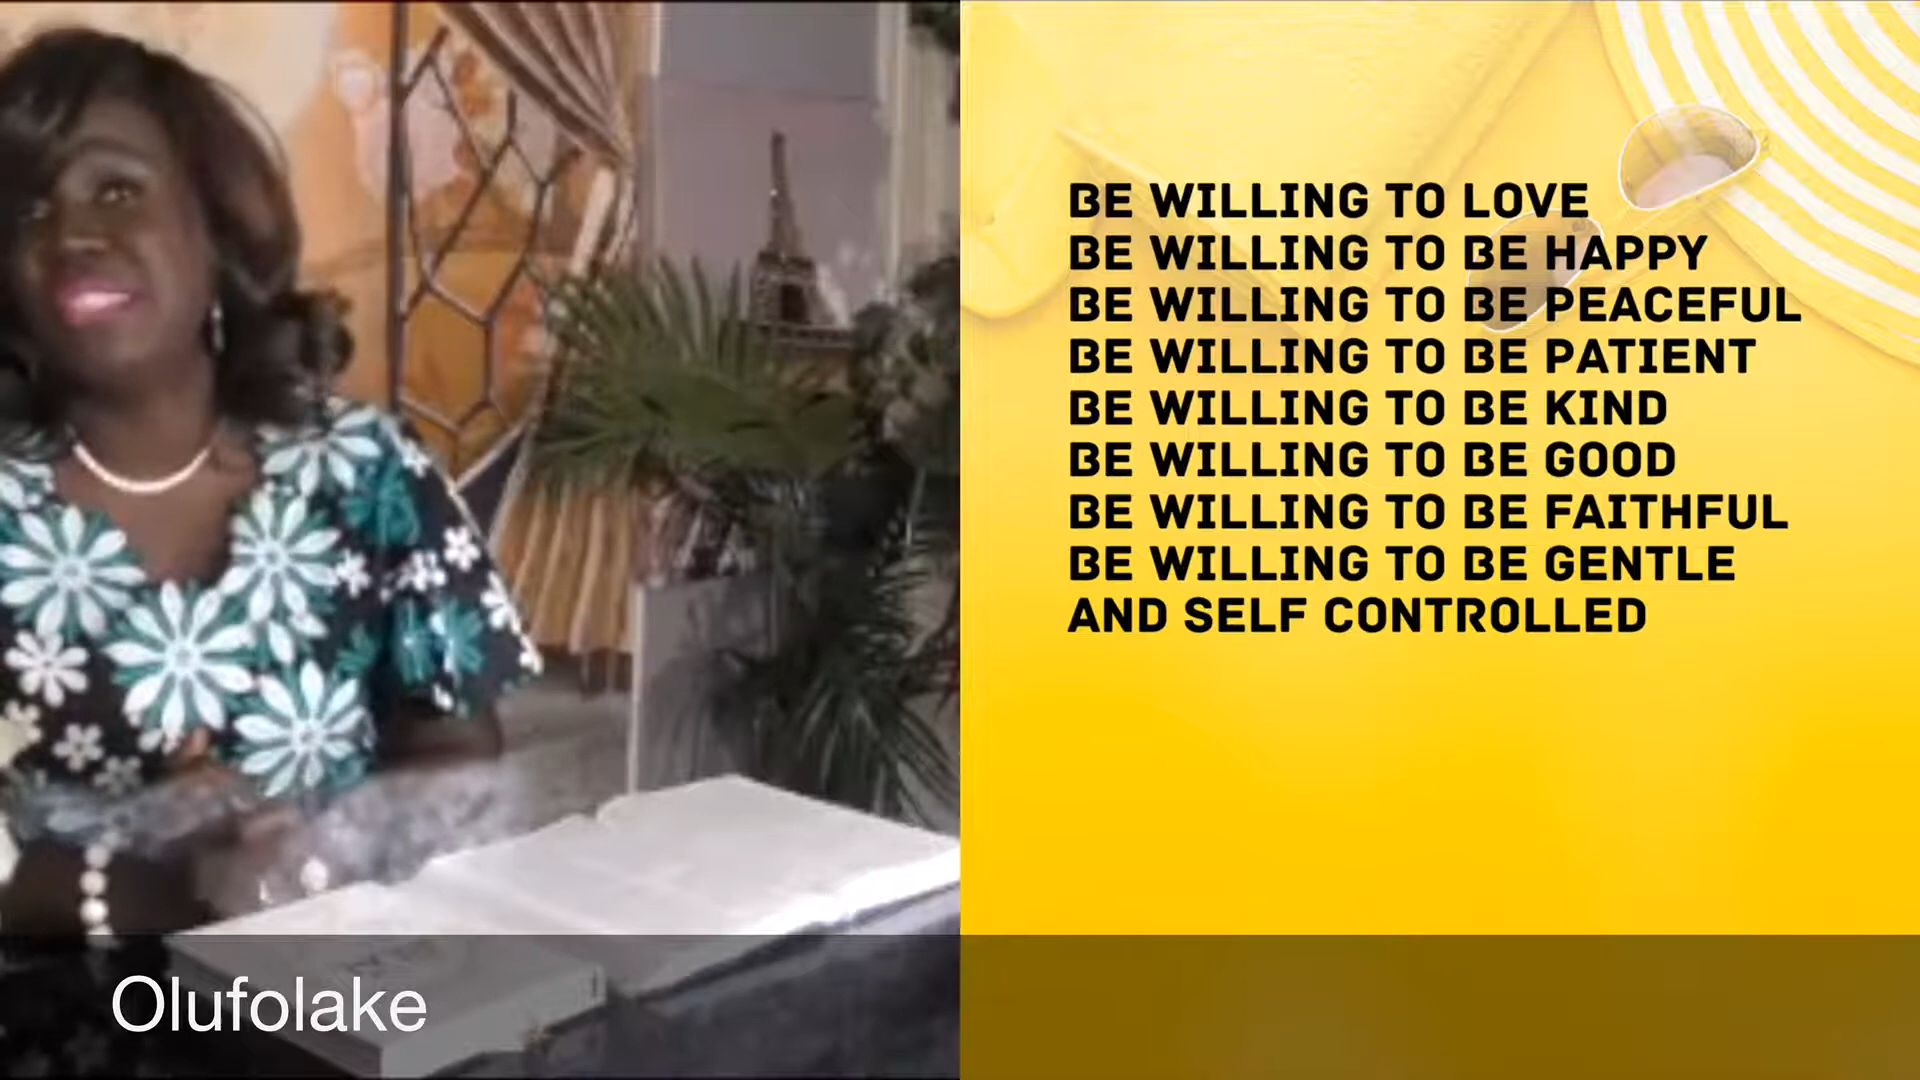 BE WILLING TO LOVE
BE WILLING TO BE HAPPY
BE WILLING TO BE PEACEFUL
BE WILLING TO BE PATIENT
BE WILLING TO BE KIND
BE WILLING TO BE GOOD
BE WILLING TO BE FAITHFUL
BE WILLING TO BE GENTLE
AND SELF CONTROLLED
Olufolake